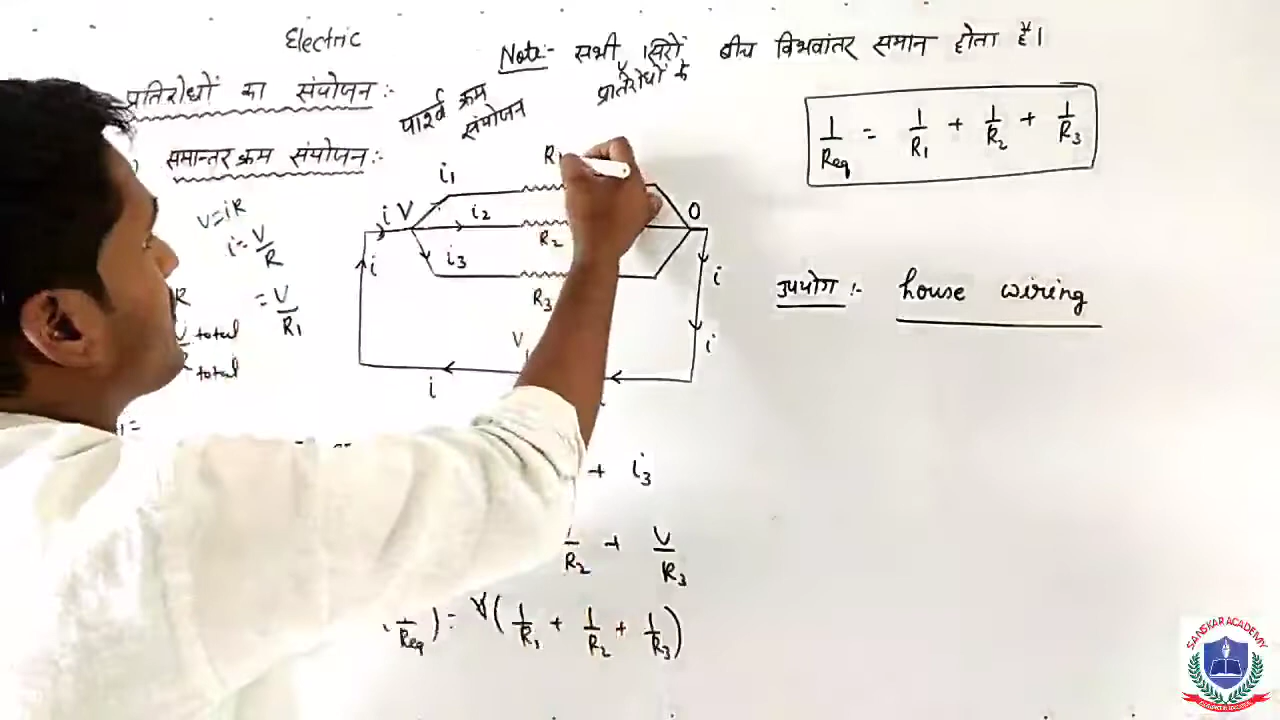 Electric
Note:- सभी सिरों बीच विभवांतर समान होता है।
प्रतिरोधों के
प्रतिरोधों का संयोजन :-
पार्श्व क्रम
संयोजन
समान्तर क्रम संयोजन :-
1/Req = 1/R1 + 1/R2 + 1/R3
R1
i1
i V
i2
O
R2
i3
R3
V
i
i
i
i
V=iR
i=V/R
R
=V/R1
total
total
उपयोग :- house wiring
+ i3
R2 + V/R3
Req) = V(1/R1 + 1/R2 + 1/R3)
SANSKAR ACADEMY